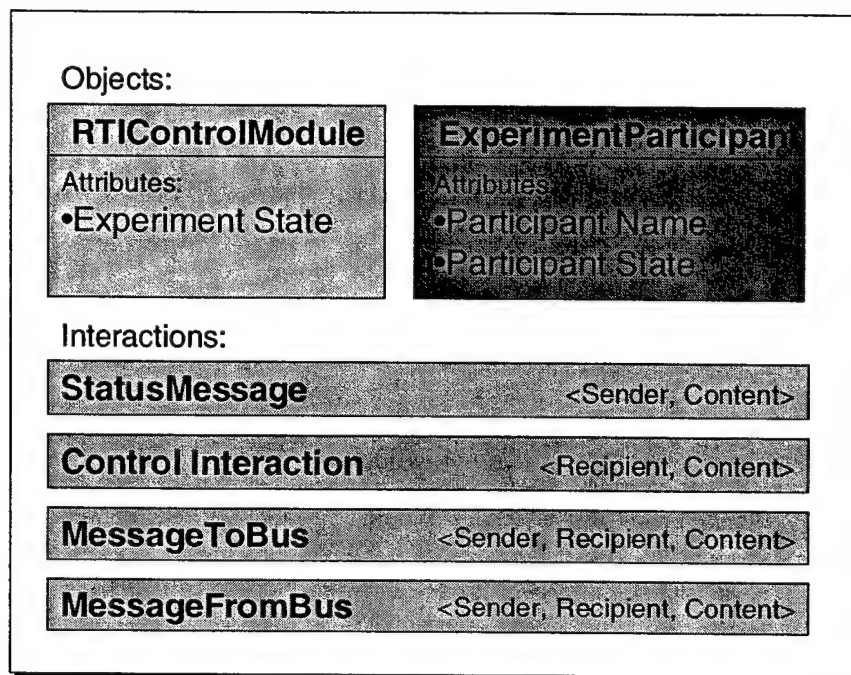 Objects:
RTIControlModule
Attributes:
•Experiment State
ExperimentParticipant
Attributes
•Participant Name
•Participant State
Interactions:
StatusMessage <Sender, Content>
Control Interaction <Recipient, Content>
MessageToBus <Sender, Recipient, Content>
MessageFromBus <Sender, Recipient, Content>